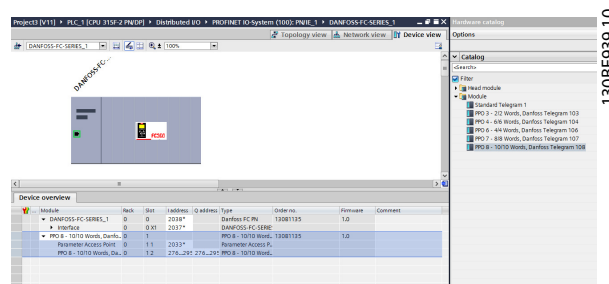 Project3 [V11] ▸ PLC_1 [CPU 315F-2 PN/DP] ▸ Distributed I/O ▸ PROFINET IO-System (100): PN/IE_1 ▸ DANFOSS-FC-SERIES_1
Topology view Network view Device view
DANFOSS-FC-SERIES_1 100%
DANFOSS-FC-...
FC301
Device overview
... Module Rack Slot I address Q address Type Order no. Firmware Comment
DANFOSS-FC-SERIES_1 0 0 2038* Danfoss FC PN 130B1135 1.0
Interface 0 0 X1 2037* DANFOSS-FC-SERIE
PPO 8 - 10/10 Words, Danfo.. 0 1 PPO 8 - 10/10 Word.. 130B1135 1.0
Parameter Access Point 0 1 1 2033* Parameter Access P..
PPO 8 - 10/10 Words, Da.. 0 1 2 276...295 276...295 PPO 8 - 10/10 Word..
Hardware catalog
Options
Catalog
<Search>
Filter
Head module
Module
Standard Telegram 1
PPO 3 - 2/2 Words, Danfoss Telegram 103
PPO 4 - 6/6 Words, Danfoss Telegram 104
PPO 6 - 4/4 Words, Danfoss Telegram 106
PPO 7 - 8/8 Words, Danfoss Telegram 107
PPO 8 - 10/10 Words, Danfoss Telegram 108
130BF939.10